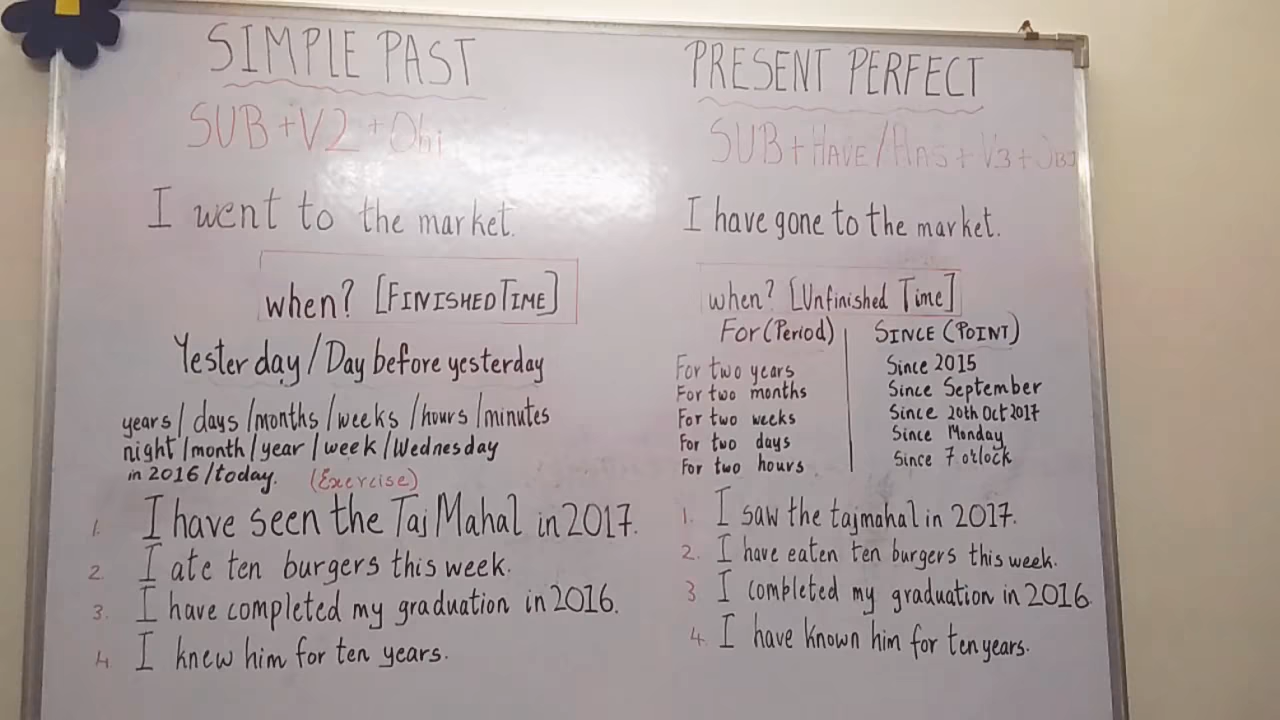 SIMPLE PAST
SUB + V2 + Obj
I went to the market.
when? [FINISHED TIME]
Yesterday / Day before yesterday
years / days / months / weeks / hours / minutes
night / month / year / week / Wednesday
in 2016 / today.
(Exercise)
1. I have seen the Taj Mahal in 2017.
2. I ate ten burgers this week.
3. I have completed my graduation in 2016.
4. I knew him for ten years.
PRESENT PERFECT
SUB + HAVE / HAS + V3 + OBJ
I have gone to the market.
when? [Unfinished Time]
FOR (Period)
For two years
For two months
For two weeks
For two days
For two hours
SINCE (POINT)
Since 2015
Since September
Since 20th Oct 2017
Since Monday
Since 7 o'clock
1. I saw the tajmahal in 2017.
2. I have eaten ten burgers this week.
3. I completed my graduation in 2016
4. I have known him for ten years.